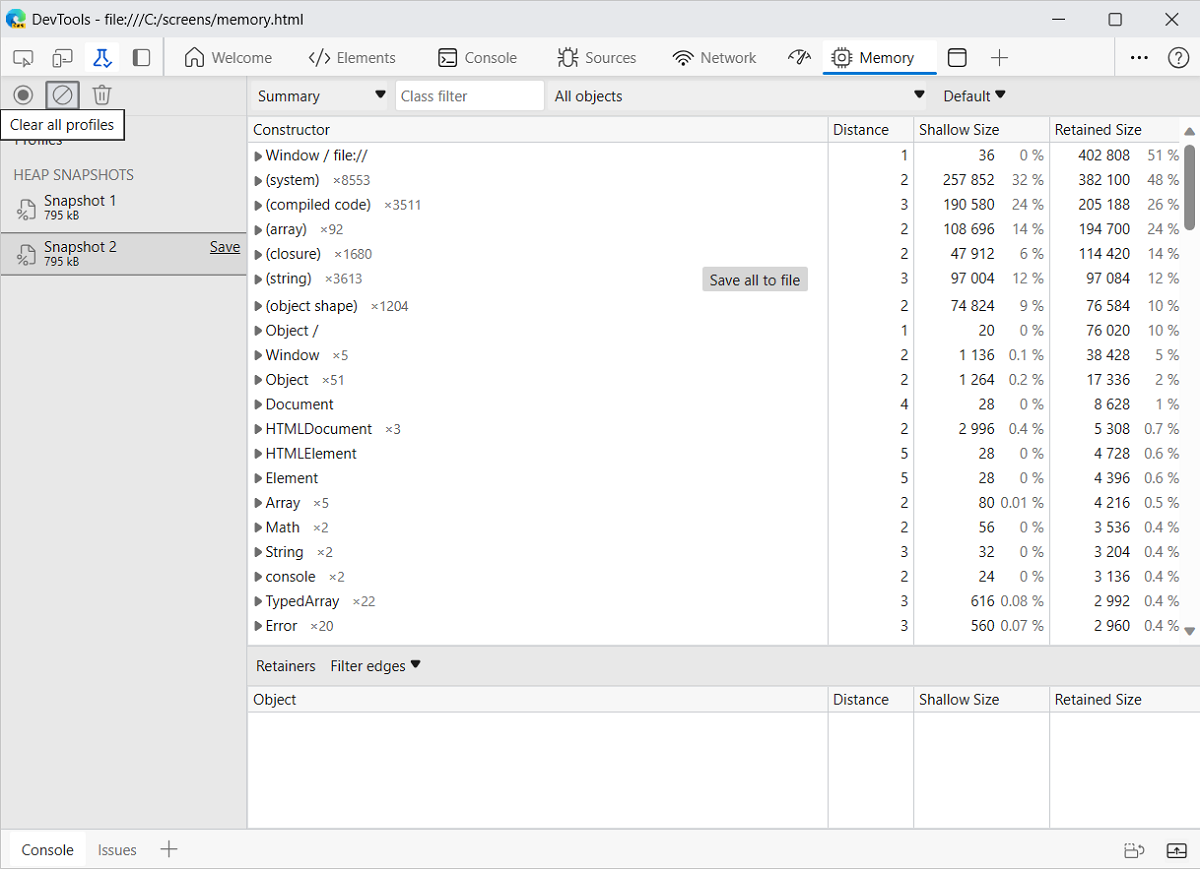 DevTools - file:///C:/screens/memory.html
Welcome Elements Console Sources Network Memory
Clear all profiles
Profiles
HEAP SNAPSHOTS
Snapshot 1
795 kB
Snapshot 2 Save
795 kB
Summary Class filter All objects Default
Constructor Distance Shallow Size Retained Size
Window / file:// 1 36 0 % 402 808 51 %
(system) ×8553 2 257 852 32 % 382 100 48 %
(compiled code) ×3511 3 190 580 24 % 205 188 26 %
(array) ×92 2 108 696 14 % 194 700 24 %
(closure) ×1680 2 47 912 6 % 114 420 14 %
(string) ×3613 Save all to file 3 97 004 12 % 97 084 12 %
(object shape) ×1204 2 74 824 9 % 76 584 10 %
Object / 1 20 0 % 76 020 10 %
Window ×5 2 1 136 0.1 % 38 428 5 %
Object ×51 2 1 264 0.2 % 17 336 2 %
Document 4 28 0 % 8 628 1 %
HTMLDocument ×3 2 2 996 0.4 % 5 308 0.7 %
HTMLElement 5 28 0 % 4 728 0.6 %
Element 5 28 0 % 4 396 0.6 %
Array ×5 2 80 0.01 % 4 216 0.5 %
Math ×2 2 56 0 % 3 536 0.4 %
String ×2 3 32 0 % 3 204 0.4 %
console ×2 2 24 0 % 3 136 0.4 %
TypedArray ×22 3 616 0.08 % 2 992 0.4 %
Error ×20 3 560 0.07 % 2 960 0.4 %
Retainers Filter edges
Object Distance Shallow Size Retained Size
Console Issues